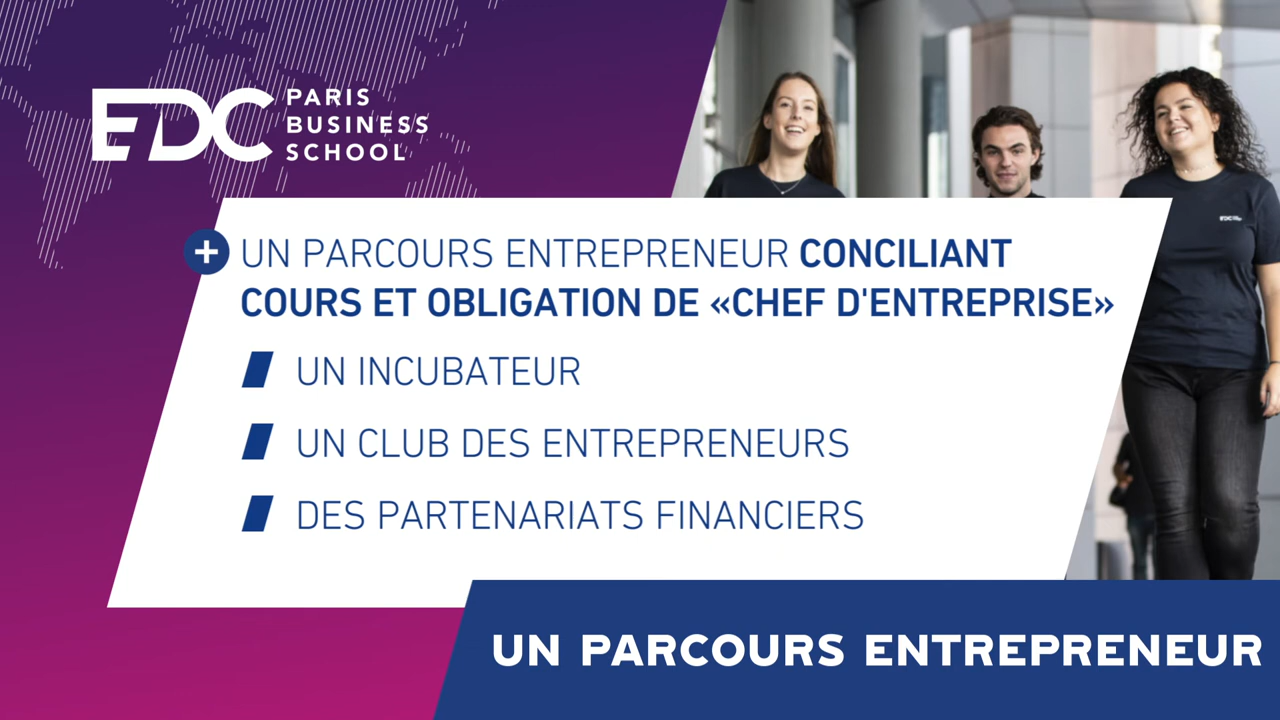 EDC PARIS
BUSINESS
SCHOOL
+ UN PARCOURS ENTREPRENEUR CONCILIANT
COURS ET OBLIGATION DE «CHEF D'ENTREPRISE»
UN INCUBATEUR
UN CLUB DES ENTREPRENEURS
DES PARTENARIATS FINANCIERS
UN PARCOURS ENTREPRENEUR